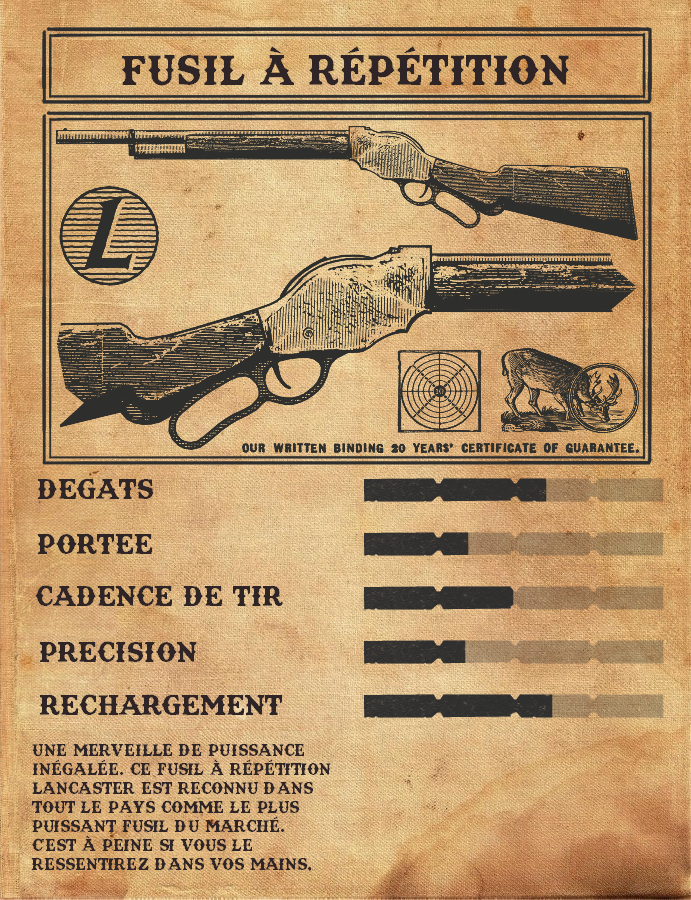 FUSIL À RÉPÉTITION
L
OUR WRITTEN BINDING 20 YEARS' CERTIFICATE OF GUARANTEE.
DEGATS
PORTEE
CADENCE DE TIR
PRECISION
RECHARGEMENT
UNE MERVEILLE DE PUISSANCE
INÉGALÉE. CE FUSIL À RÉPÉTITION
LANCASTER EST RECONNU DANS
TOUT LE PAYS COMME LE PLUS
PUISSANT FUSIL DU MARCHÉ.
C'EST À PEINE SI VOUS LE
RESSENTIREZ DANS VOS MAINS.